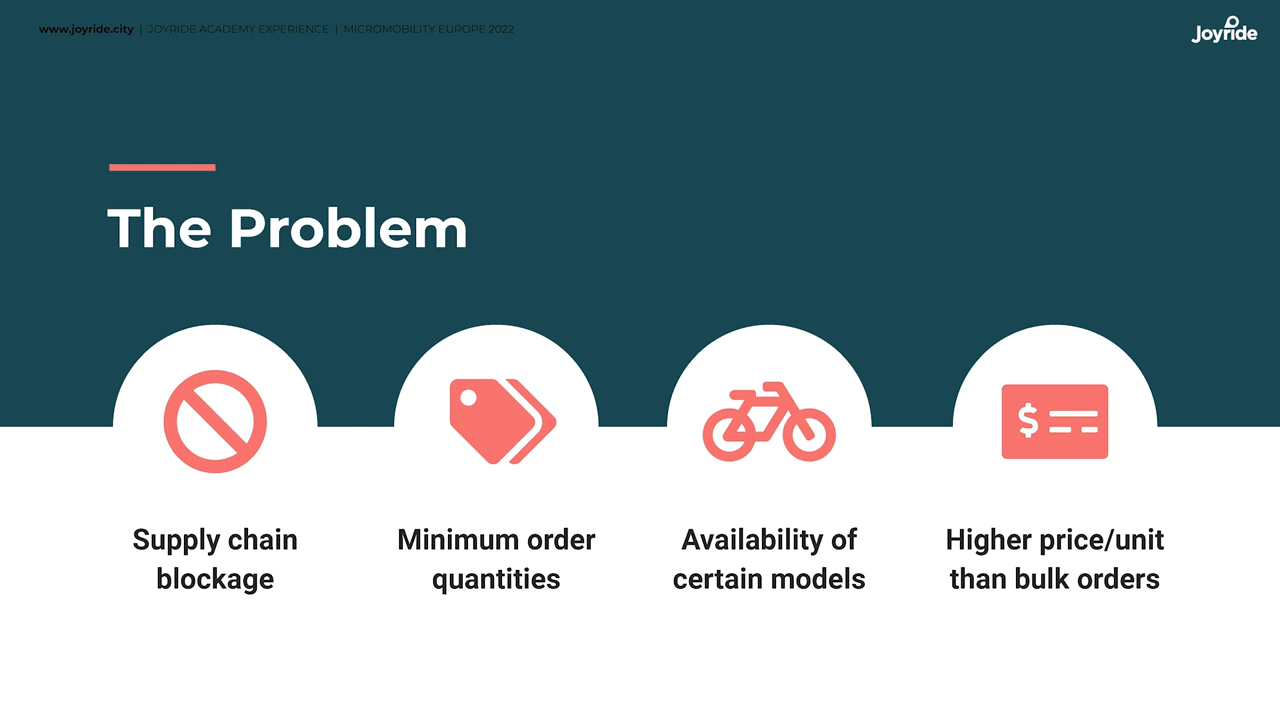 www.joyride.city | JOYRIDE ACADEMY EXPERIENCE | MICROMOBILITY EUROPE 2022
Joyride
The Problem
$
Supply chain
blockage
Minimum order
quantities
Availability of
certain models
Higher price/unit
than bulk orders